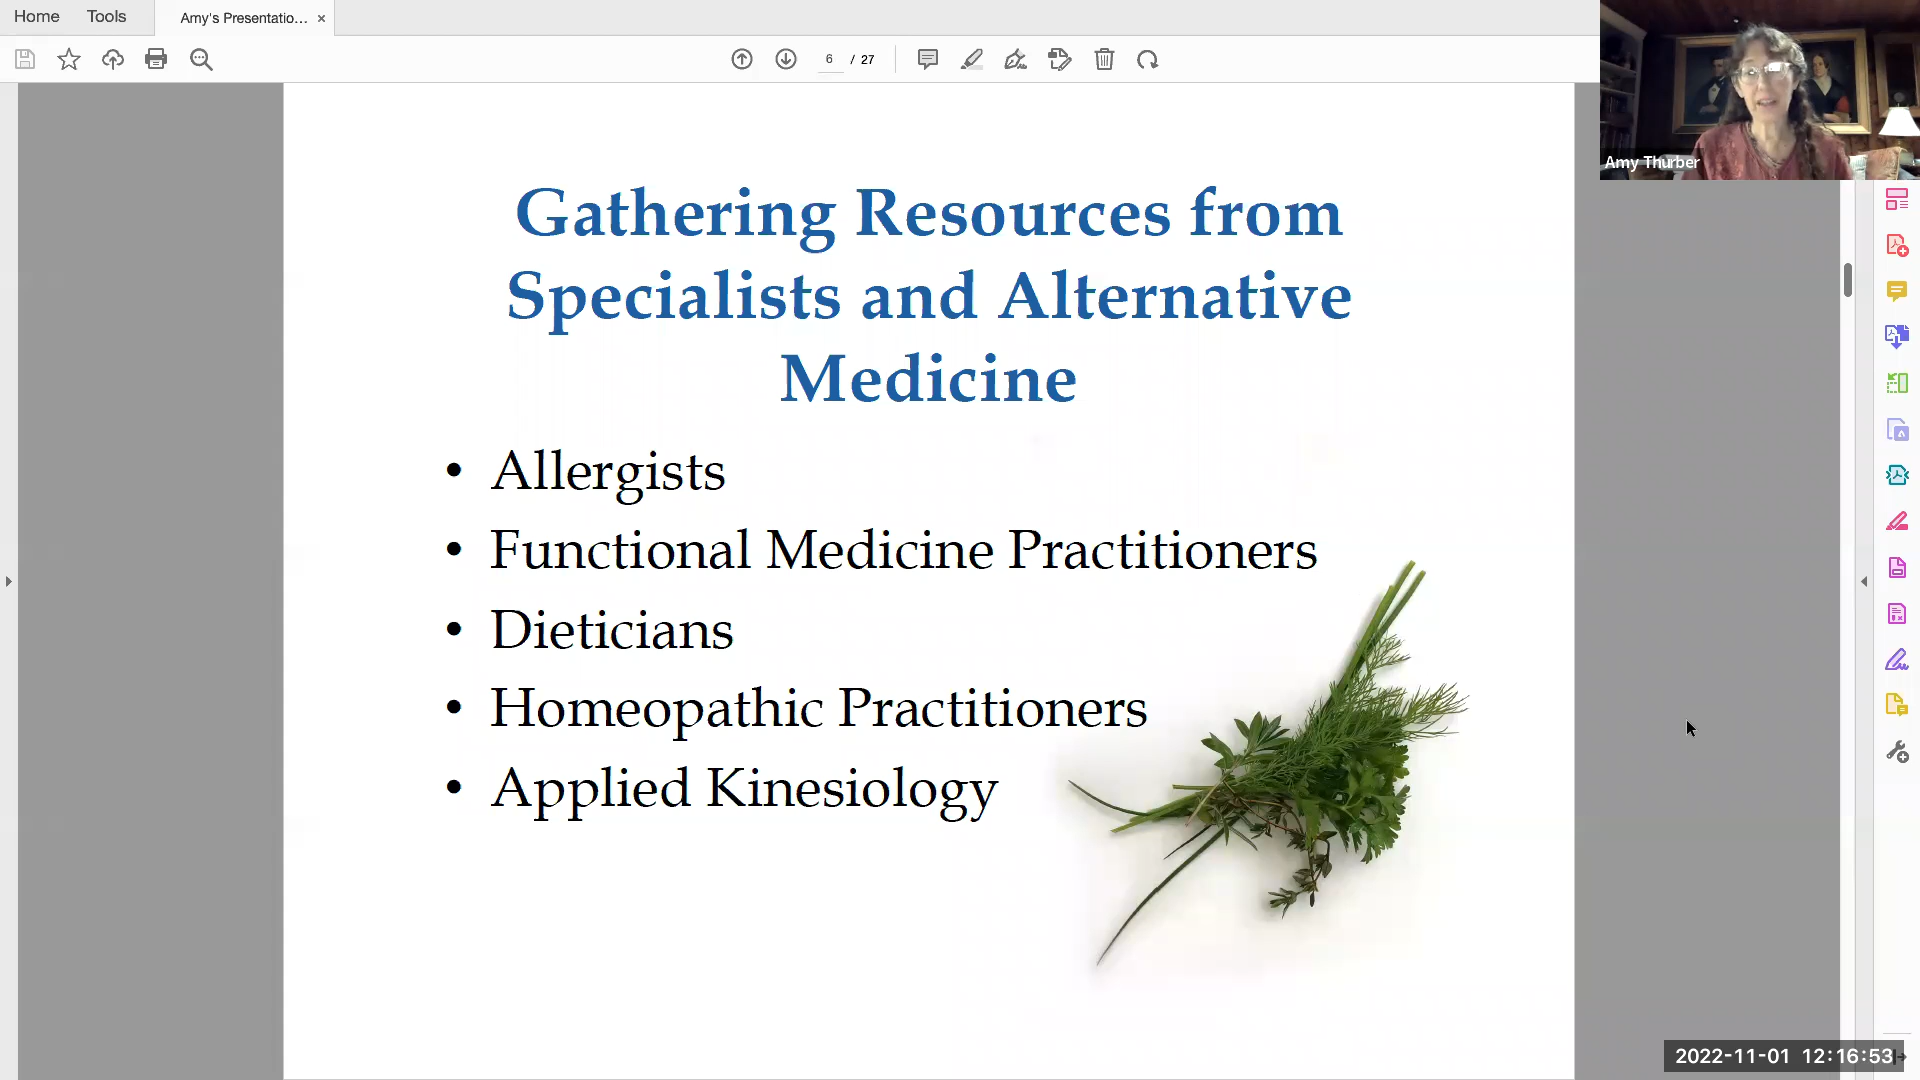 Home Tools Amy's Presentatio... ×
6 / 27
Amy Thurber
Gathering Resources from
Specialists and Alternative
Medicine
• Allergists
• Functional Medicine Practitioners
• Dieticians
• Homeopathic Practitioners
• Applied Kinesiology
2022-11-01 12:16:53